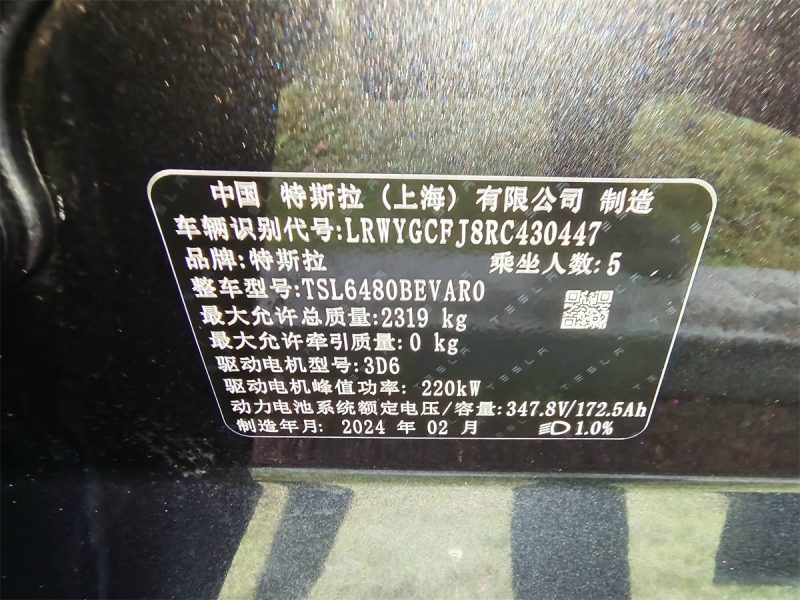 中国 特斯拉（上海）有限公司 制造
车辆识别代号:LRWYGCFJ8RC430447
品牌:特斯拉 乘坐人数:5
整车型号:TSL6480BEVAR0
最大允许总质量:2319 kg
最大允许牵引质量:0 kg
驱动电机型号:3D6
驱动电机峰值功率: 220kW
动力电池系统额定电压/容量:347.8V/172.5Ah
制造年月: 2024 年 02 月 1.0%